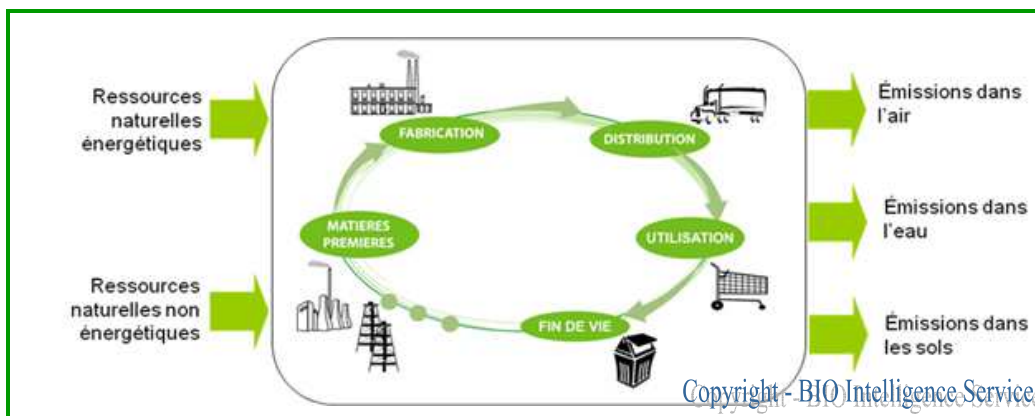 Ressources
naturelles
énergétiques
Ressources
naturelles non
énergétiques
FABRICATION
DISTRIBUTION
MATIERES
PREMIERES
UTILISATION
FIN DE VIE
Émissions dans
l'air
Émissions dans
l'eau
Émissions dans
les sols
Copyright - BIO Intelligence Service